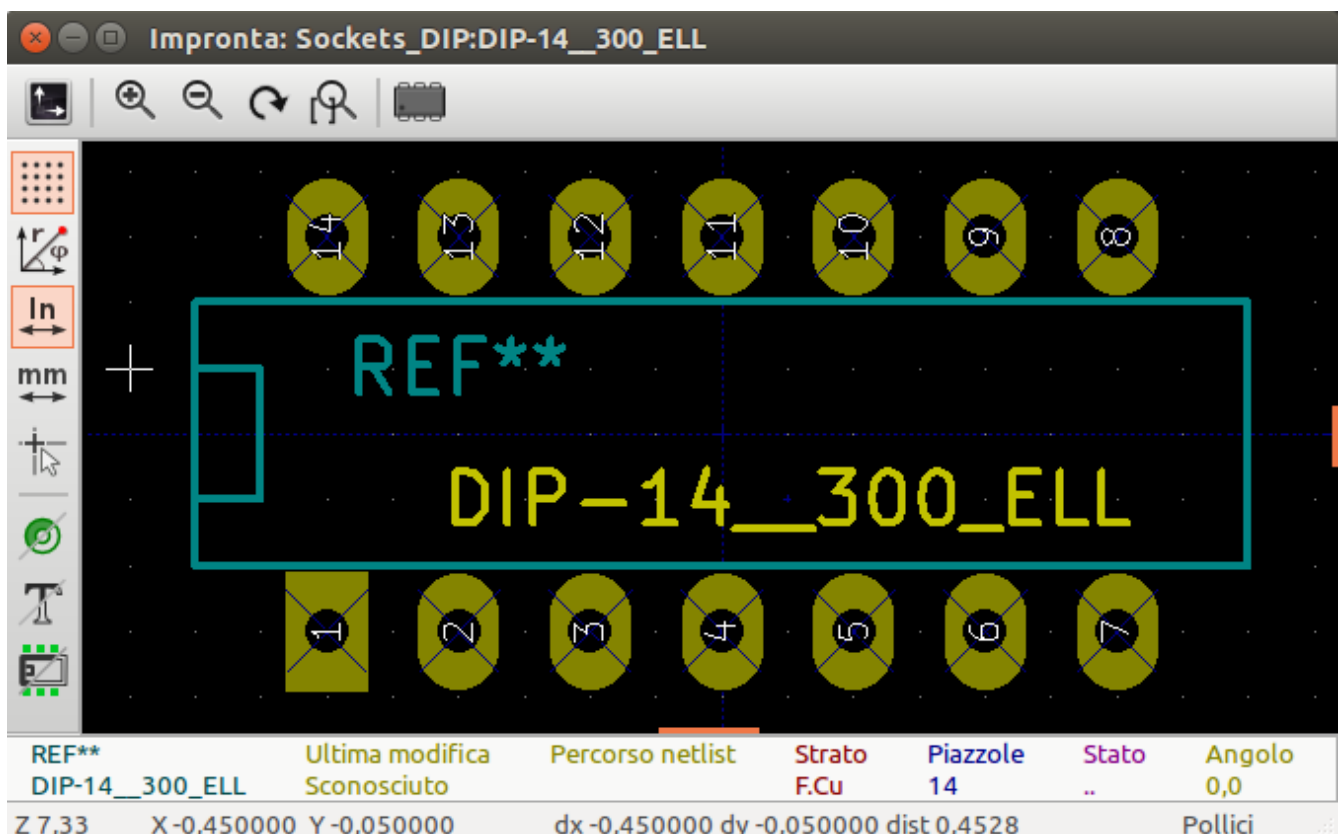 Impronta: Sockets_DIP:DIP-14__300_ELL
In
mm
14 13 12 11 10 9 8
REF**
DIP-14__300_ELL
1 2 3 4 5 6 7
REF** Ultima modifica Percorso netlist Strato Piazzole Stato Angolo
DIP-14__300_ELL Sconosciuto F.Cu 14 .. 0,0
Z 7,33 X -0,450000 Y -0,050000 dx -0,450000 dy -0,050000 dist 0,4528 Pollici